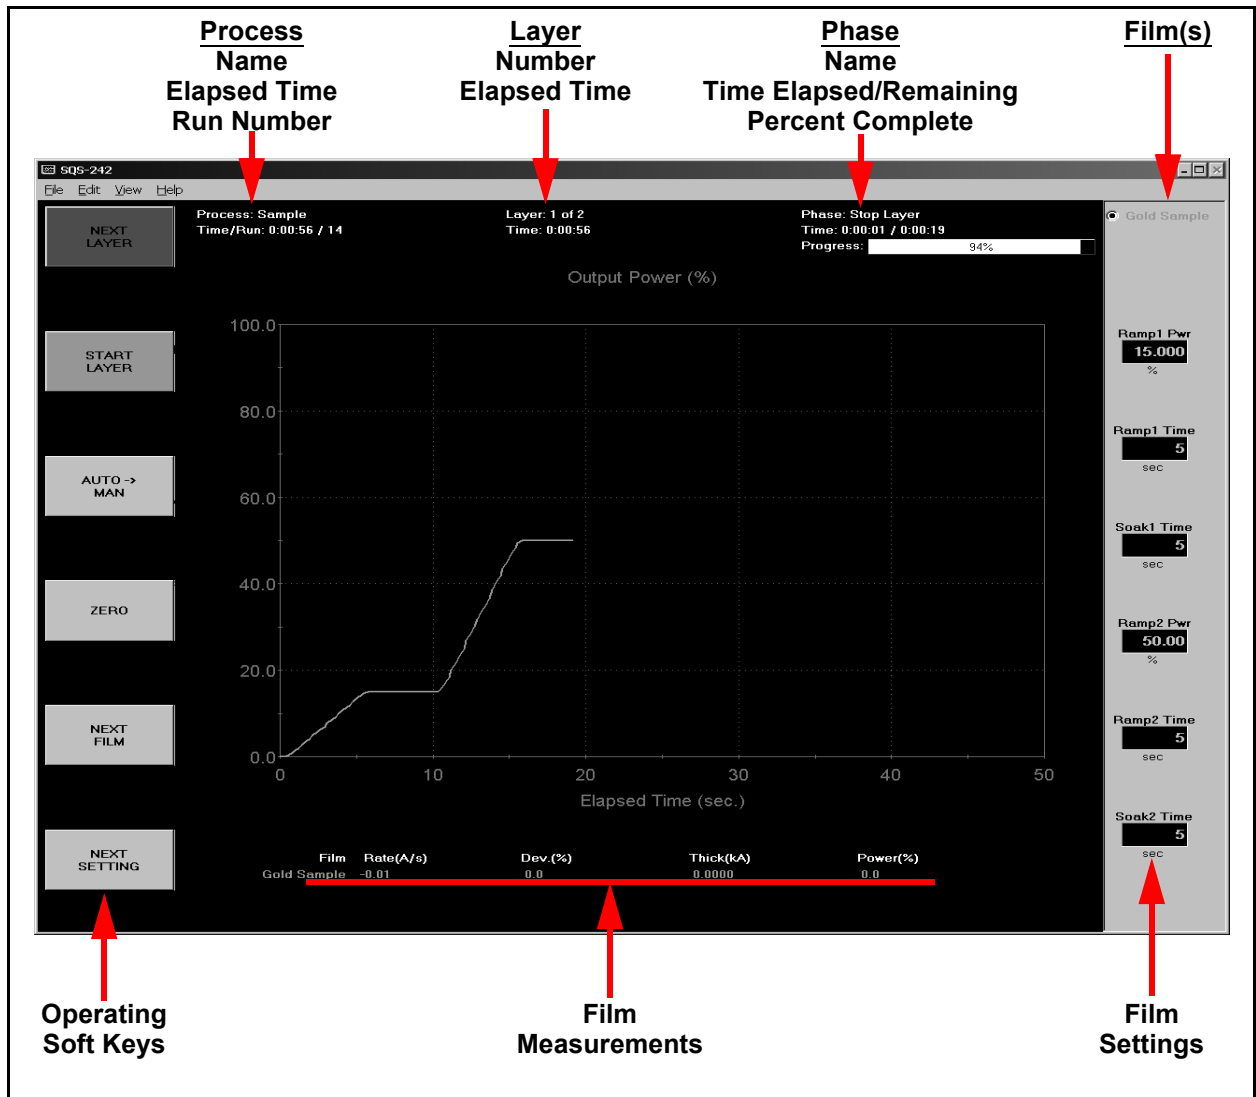 Process
Name
Elapsed Time
Run Number
Layer
Number
Elapsed Time
Phase
Name
Time Elapsed/Remaining
Percent Complete
Film(s)
SQS-242
File Edit View Help
NEXT
LAYER
START
LAYER
AUTO ->
MAN
ZERO
NEXT
FILM
NEXT
SETTING
Process: Sample
Time/Run: 0:00:56 / 14
Layer: 1 of 2
Time: 0:00:56
Phase: Stop Layer
Time: 0:00:01 / 0:00:19
Progress: 94%
Output Power (%)
100.0
80.0
60.0
40.0
20.0
0.0
0 10 20 30 40 50
Elapsed Time (sec.)
Film Rate(A/s) Dev.(%) Thick(kA) Power(%)
Gold Sample -0.01 0.0 0.0000 0.0
Gold Sample
Ramp1 Pwr
15.000
%
Ramp1 Time
5
sec
Soak1 Time
5
sec
Ramp2 Pwr
50.00
%
Ramp2 Time
5
sec
Soak2 Time
5
sec
Operating
Soft Keys
Film
Measurements
Film
Settings